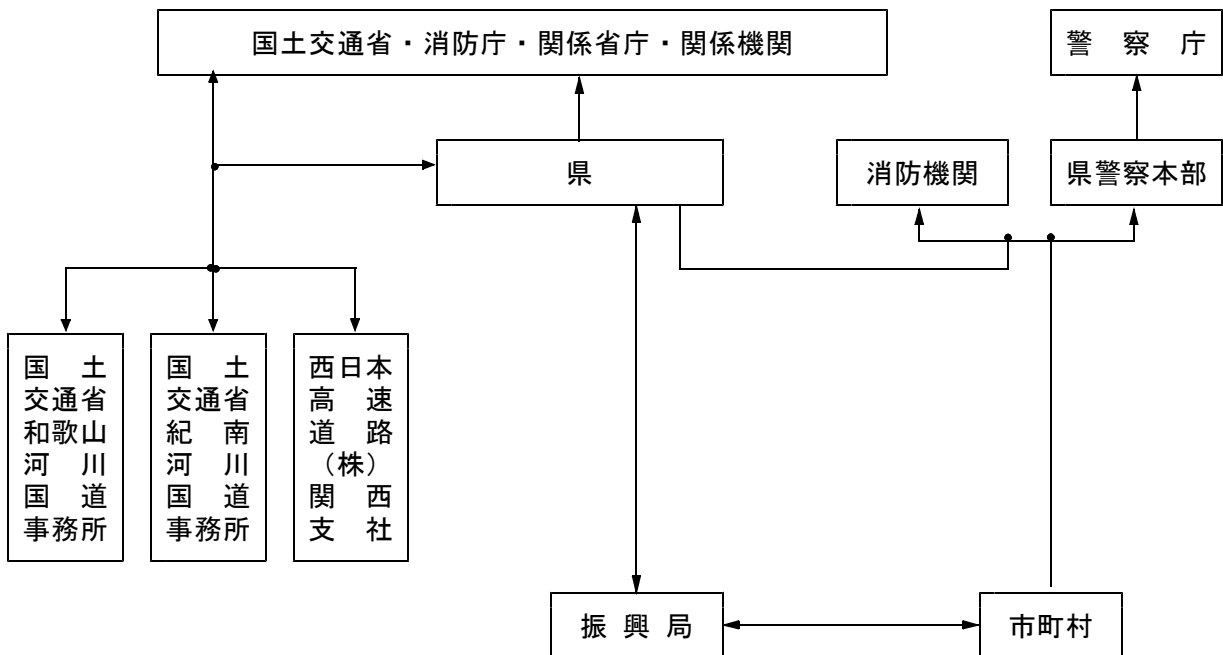 国土交通省・消防庁・関係省庁・関係機関
警察庁
県
消防機関
県警察本部
国土
交通省
和歌山
河川
国道
事務所
国土
交通省
紀南
河川
国道
事務所
西日本
高速
道路
（株）
関西
支社
振興局
市町村